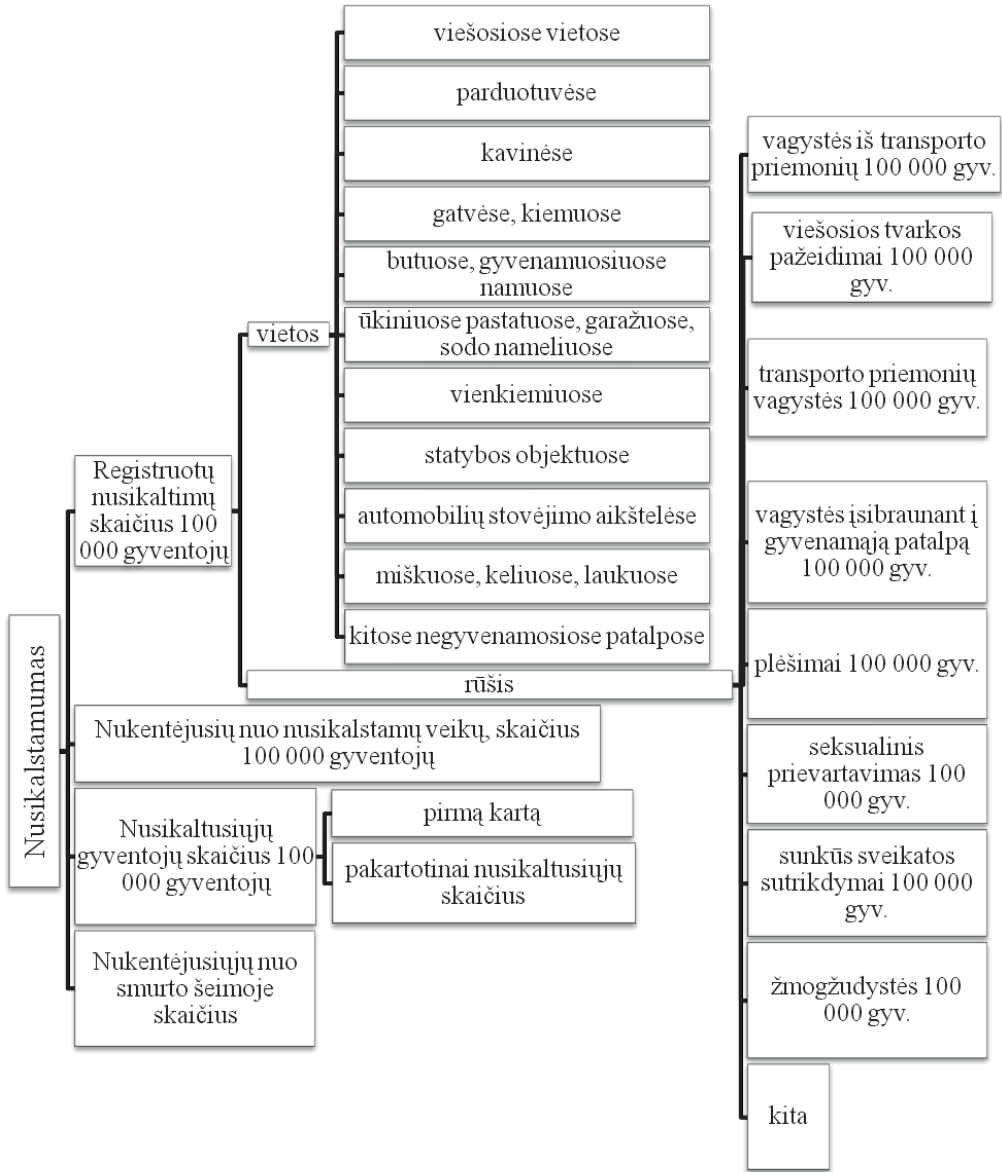 Nusikalstamumas
Registruotų
nusikaltimų
skaičius 100
000 gyventojų
vietos
viešosiose vietose
parduotuvėse
kavinėse
gatvėse, kiemuose
butuose, gyvenamuosiuose
namuose
ūkiniuose pastatuose, garažuose,
sodo nameliuose
vienkiemiuose
statybos objektuose
automobilių stovėjimo aikštelėse
miškuose, keliuose, laukuose
kitose negyvenamosiose patalpose
rūšis
vagystės iš transporto
priemonių 100 000 gyv.
viešosios tvarkos
pažeidimai 100 000
gyv.
transporto priemonių
vagystės 100 000 gyv.
vagystės įsibraunant į
gyvenamąją patalpą
100 000 gyv.
plėšimai 100 000 gyv.
seksualinis
prievartavimas 100
000 gyv.
sunkūs sveikatos
sutrikdymai 100 000
gyv.
žmogžudystės 100
000 gyv.
kita
Nukentėjusių nuo nusikalstamų veikų, skaičius
100 000 gyventojų
Nusikaltusiųjų
gyventojų skaičius 100
000 gyventojų
pirmą kartą
pakartotinai nusikaltusiųjų
skaičius
Nukentėjusiųjų nuo
smurto šeimoje
skaičius